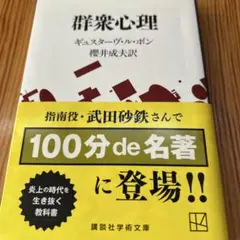 群衆心理
ギュスターヴ・ル・ボン
櫻井成夫訳
指南役・武田砂鉄さんで
100分de名著
に登場!!
炎上の時代を
生き抜く
教科書
講談社学術文庫